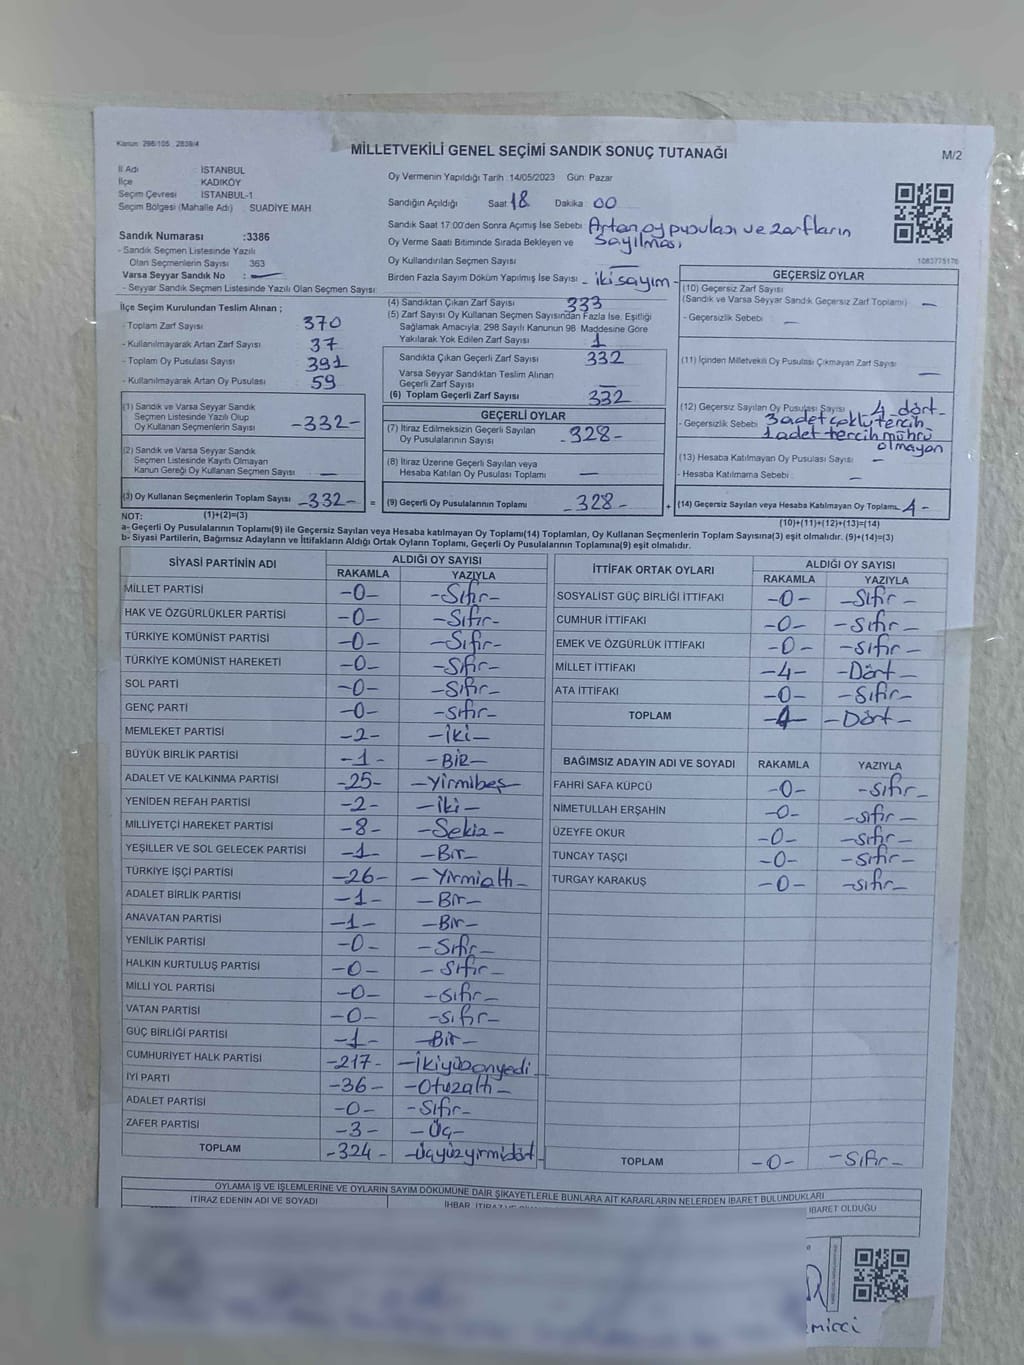 Kanun: 298/105 2839/4
MİLLETVEKİLİ GENEL SEÇİMİ SANDIK SONUÇ TUTANAĞI
M/2
İl Adı : İSTANBUL
İlçe : KADIKÖY
Seçim Çevresi : İSTANBUL-1
Seçim Bölgesi (Mahalle Adı) : SUADİYE MAH
Sandık Numarası :3386
- Sandık Seçmen Listesinde Yazılı
Olan Seçmenlerin Sayısı 363
Varsa Seyyar Sandık No : —
- Seyyar Sandık Seçmen Listesinde Yazılı Olan Seçmen Sayısı
Oy Vermenin Yapıldığı Tarih :14/05/2023 Gün: Pazar
Sandığın Açıldığı Saat 18 Dakika 00
Sandık Saat 17:00'den Sonra Açımış İse Sebebi Artan oy pusulası ve zarfların
sayılması
Oy Verme Saati Bitiminde Sırada Bekleyen ve
Oy Kullandırılan Seçmen Sayısı —
Birden Fazla Sayım Döküm Yapılmış İse Sayısı - iki sayım -
1083775176
İlçe Seçim Kurulundan Teslim Alınan ;
- Toplam Zarf Sayısı 370
- Kullanılmayarak Artan Zarf Sayısı 37
- Toplam Oy Pusulası Sayısı 391
- Kullanılmayarak Artan Oy Pusulası 59
(1) Sandık ve Varsa Seyyar Sandık
Seçmen Listesinde Yazılı Olup
Oy Kullanan Seçmenlerin Sayısı -332-
(2) Sandık ve Varsa Seyyar Sandık
Seçmen Listesinde Kayıtlı Olmayan
Kanun Gereği Oy Kullanan Seçmen Sayısı —
(3) Oy Kullanan Seçmenlerin Toplam Sayısı -332- =
(1)+(2)=(3)
(4) Sandıktan Çıkan Zarf Sayısı 333
(5) Zarf Sayısı Oy Kullanan Seçmen Sayısından Fazla İse, Eşitliği
Sağlamak Amacıyla, 298 Sayılı Kanunun 98. Maddesine Göre
Yakılarak Yok Edilen Zarf Sayısı 1
Sandıkta Çıkan Geçerli Zarf Sayısı 332
Varsa Seyyar Sandıktan Teslim Alınan
Geçerli Zarf Sayısı —
(6) Toplam Geçerli Zarf Sayısı 332
GEÇERLİ OYLAR
(7) İtiraz Edilmeksizin Geçerli Sayılan
Oy Pusulalarının Sayısı -328-
(8) İtiraz Üzerine Geçerli Sayılan veya
Hesaba Katılan Oy Pusulası Toplamı —
(9) Geçerli Oy Pusulalarının Toplamı -328- +
GEÇERSİZ OYLAR
(10) Geçersiz Zarf Sayısı
(Sandık ve Varsa Seyyar Sandık Geçersiz Zarf Toplamı) —
- Geçersizlik Sebebi : —
(11) İçinden Milletvekili Oy Pusulası Çıkmayan Zarf Sayısı —
(12) Geçersiz Sayılan Oy Pusulası Sayısı 4 dört-
- Geçersizlik Sebebi 3 adet çoklu tercih
1 adet tercih mührü
olmayan
(13) Hesaba Katılmayan Oy Pusulası Sayısı —
- Hesaba Katılmama Sebebi : —
(14) Geçersiz Sayılan veya Hesaba Katılmayan Oy Toplamı 4 -
(10)+(11)+(12)+(13)=(14)
NOT:
a- Geçerli Oy Pusulalarının Toplamı(9) ile Geçersiz Sayılan veya Hesaba katılmayan Oy Toplamı(14) Toplamları, Oy Kullanan Seçmenlerin Toplam Sayısına(3) eşit olmalıdır. (9)+(14)=(3)
b- Siyasi Partilerin, Bağımsız Adayların ve İttifakların Aldığı Ortak Oyların Toplamı, Geçerli Oy Pusulalarının Toplamına(9) eşit olmalıdır.
SİYASİ PARTİNİN ADI ALDIĞI OY SAYISI
RAKAMLA YAZIYLA
MİLLET PARTİSİ -0- -Sıfır-
HAK VE ÖZGÜRLÜKLER PARTİSİ -0- -Sıfır-
TÜRKİYE KOMÜNİST PARTİSİ -0- -Sıfır-
TÜRKİYE KOMÜNİST HAREKETİ -0- -Sıfır-
SOL PARTİ -0- -Sıfır-
GENÇ PARTİ -0- -Sıfır-
MEMLEKET PARTİSİ -2- -İki-
BÜYÜK BİRLİK PARTİSİ -1- -BİR-
ADALET VE KALKINMA PARTİSİ -25- -Yirmibeş-
YENİDEN REFAH PARTİSİ -2- -İki-
MİLLİYETÇİ HAREKET PARTİSİ -8- -Sekiz-
YEŞİLLER VE SOL GELECEK PARTİSİ -1- -Bir-
TÜRKİYE İŞÇİ PARTİSİ -26- -Yirmialtı-
ADALET BİRLİK PARTİSİ -1- -Bir-
ANAVATAN PARTİSİ -1- -Bir-
YENİLİK PARTİSİ -0- -Sıfır-
HALKIN KURTULUŞ PARTİSİ -0- -Sıfır-
MİLLİ YOL PARTİSİ -0- -Sıfır-
VATAN PARTİSİ -0- -Sıfır-
GÜÇ BİRLİĞİ PARTİSİ -1- -Bir-
CUMHURİYET HALK PARTİSİ -217- -İkiyüzonyedi
İYİ PARTİ -36- -Otuzaltı-
ADALET PARTİSİ -0- -Sıfır-
ZAFER PARTİSİ -3- -Üç-
TOPLAM -324- -Üçyüzyirmidört-
İTTİFAK ORTAK OYLARI ALDIĞI OY SAYISI
RAKAMLA YAZIYLA
SOSYALİST GÜÇ BİRLİĞİ İTTİFAKI -0- -Sıfır-
CUMHUR İTTİFAKI -0- -Sıfır-
EMEK VE ÖZGÜRLÜK İTTİFAKI -0- -sıfır-
MİLLET İTTİFAKI -4- -Dört-
ATA İTTİFAKI -0- -Sıfır-
TOPLAM -4- -Dört-
BAĞIMSIZ ADAYIN ADI VE SOYADI RAKAMLA YAZIYLA
FAHRİ SAFA KÜPCÜ -0- -sıfır-
NİMETULLAH ERŞAHİN -0- -sıfır-
ÜZEYFE OKUR -0- -sıfır-
TUNCAY TAŞÇI -0- -sıfır-
TURGAY KARAKUŞ -0- -sıfır-
TOPLAM -0- -Sıfır-
OYLAMA İŞ VE İŞLEMLERİNE VE OYLARIN SAYIM DÖKÜMÜNE DAİR ŞİKAYETLERLE BUNLARA AİT KARARLARIN NELERDEN İBARET BULUNDUKLARI
İTİRAZ EDENİN ADI VE SOYADI İHBAR, İTİRAZ İBARET OLDUĞU